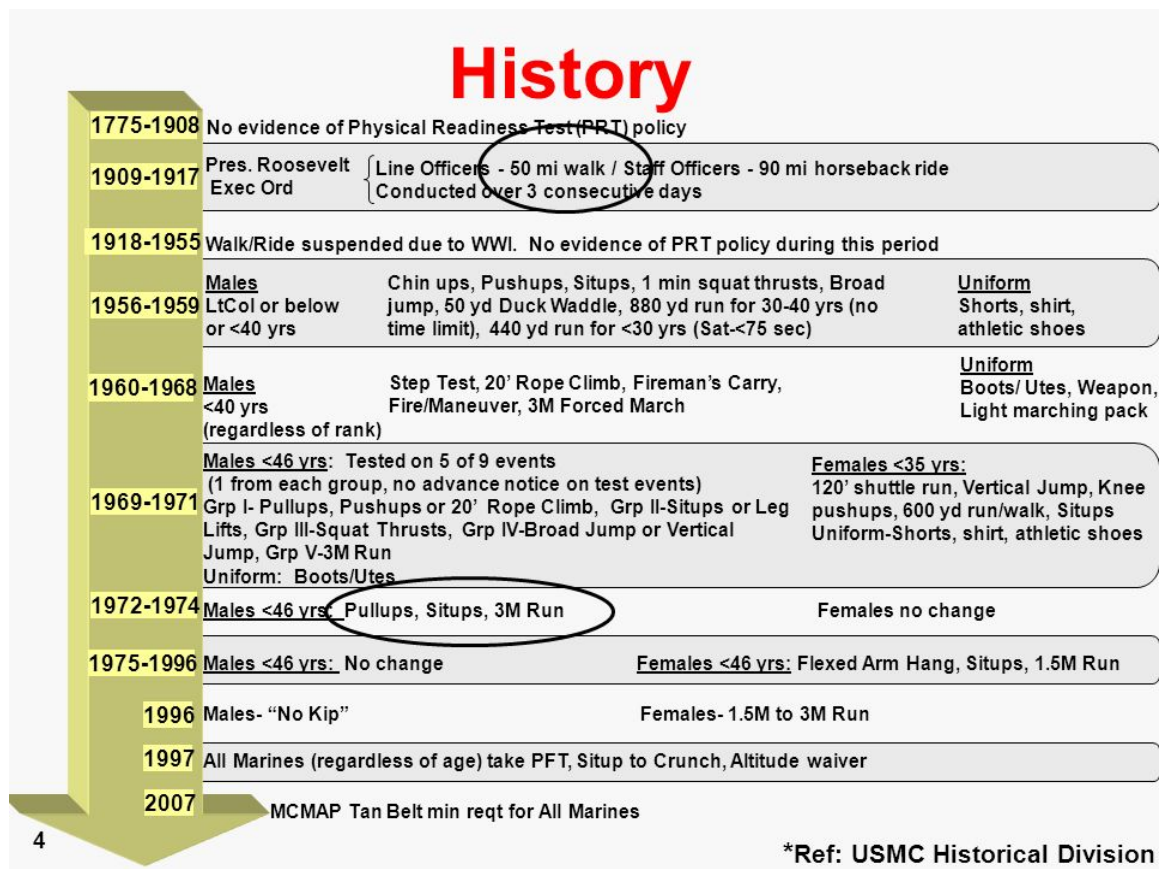 History
1775-1908 No evidence of Physical Readiness Test (PRT) policy
1909-1917
Pres. Roosevelt
Exec Ord
Line Officers - 50 mi walk / Staff Officers - 90 mi horseback ride
Conducted over 3 consecutive days
1918-1955 Walk/Ride suspended due to WWI. No evidence of PRT policy during this period
1956-1959
Males
LtCol or below
or <40 yrs
Chin ups, Pushups, Situps, 1 min squat thrusts, Broad
jump, 50 yd Duck Waddle, 880 yd run for 30-40 yrs (no
time limit), 440 yd run for <30 yrs (Sat-<75 sec)
Uniform
Shorts, shirt,
athletic shoes
1960-1968
Males
<40 yrs
(regardless of rank)
Step Test, 20’ Rope Climb, Fireman’s Carry,
Fire/Maneuver, 3M Forced March
Uniform
Boots/ Utes, Weapon,
Light marching pack
1969-1971
Males <46 yrs: Tested on 5 of 9 events
(1 from each group, no advance notice on test events)
Grp I- Pullups, Pushups or 20’ Rope Climb, Grp II-Situps or Leg
Lifts, Grp III-Squat Thrusts, Grp IV-Broad Jump or Vertical
Jump, Grp V-3M Run
Uniform: Boots/Utes
Females <35 yrs:
120’ shuttle run, Vertical Jump, Knee
pushups, 600 yd run/walk, Situps
Uniform-Shorts, shirt, athletic shoes
1972-1974 Males <46 yrs: Pullups, Situps, 3M Run Females no change
1975-1996 Males <46 yrs: No change Females <46 yrs: Flexed Arm Hang, Situps, 1.5M Run
1996 Males- “No Kip” Females- 1.5M to 3M Run
1997 All Marines (regardless of age) take PFT, Situp to Crunch, Altitude waiver
2007 MCMAP Tan Belt min reqt for All Marines
4
*Ref: USMC Historical Division